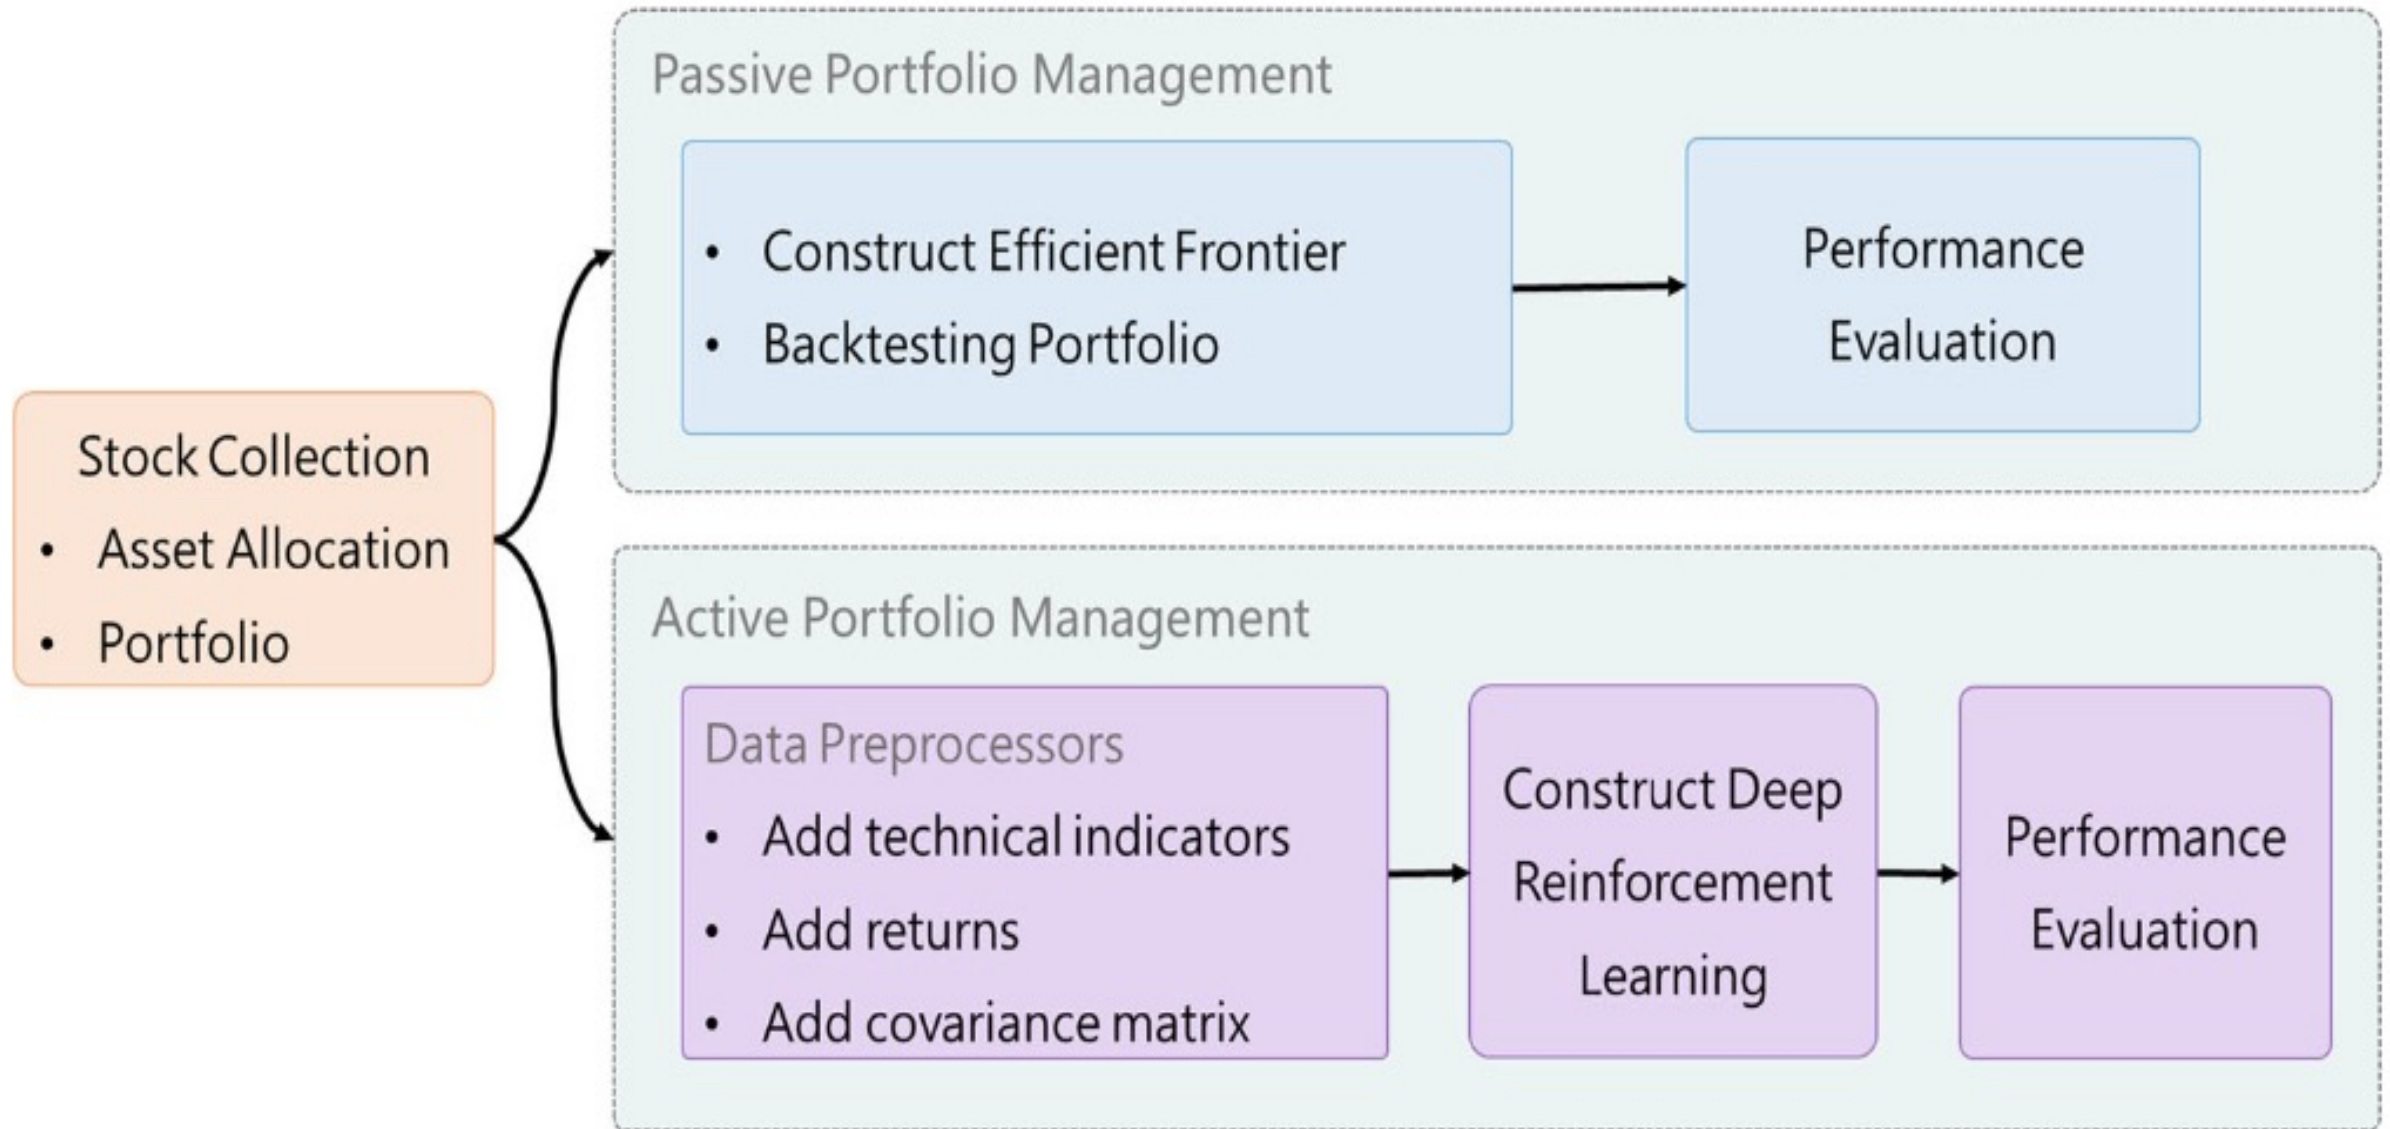 Passive Portfolio Management
• Construct Efficient Frontier
• Backtesting Portfolio
Performance
Evaluation
Stock Collection
• Asset Allocation
• Portfolio
Active Portfolio Management
Data Preprocessors
• Add technical indicators
• Add returns
• Add covariance matrix
Construct Deep
Reinforcement
Learning
Performance
Evaluation